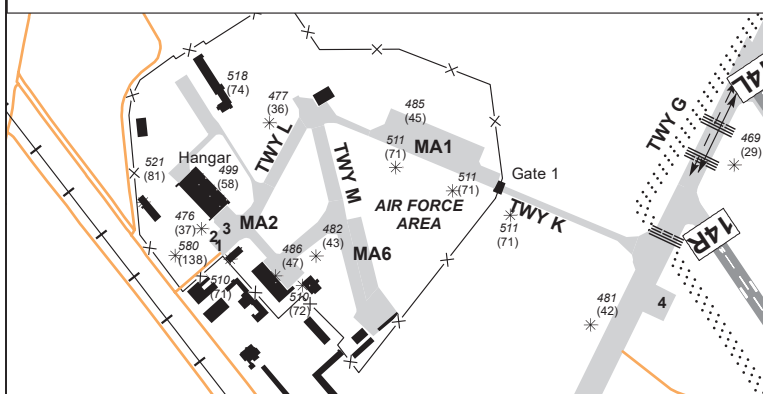 518
(74)
477
(36)
485
(45)
TWY L
TWY M
511
(71)
MA1
TWY G
14L
469
(29)
521
(81)
Hangar
499
(58)
511
(71)
Gate 1
AIR FORCE
AREA
TWY K
511
(71)
476
(37)
2
3
1
MA2
482
(43)
580
(138)
486
(47)
MA6
14R
510
(71)
510
(72)
481
(42)
4